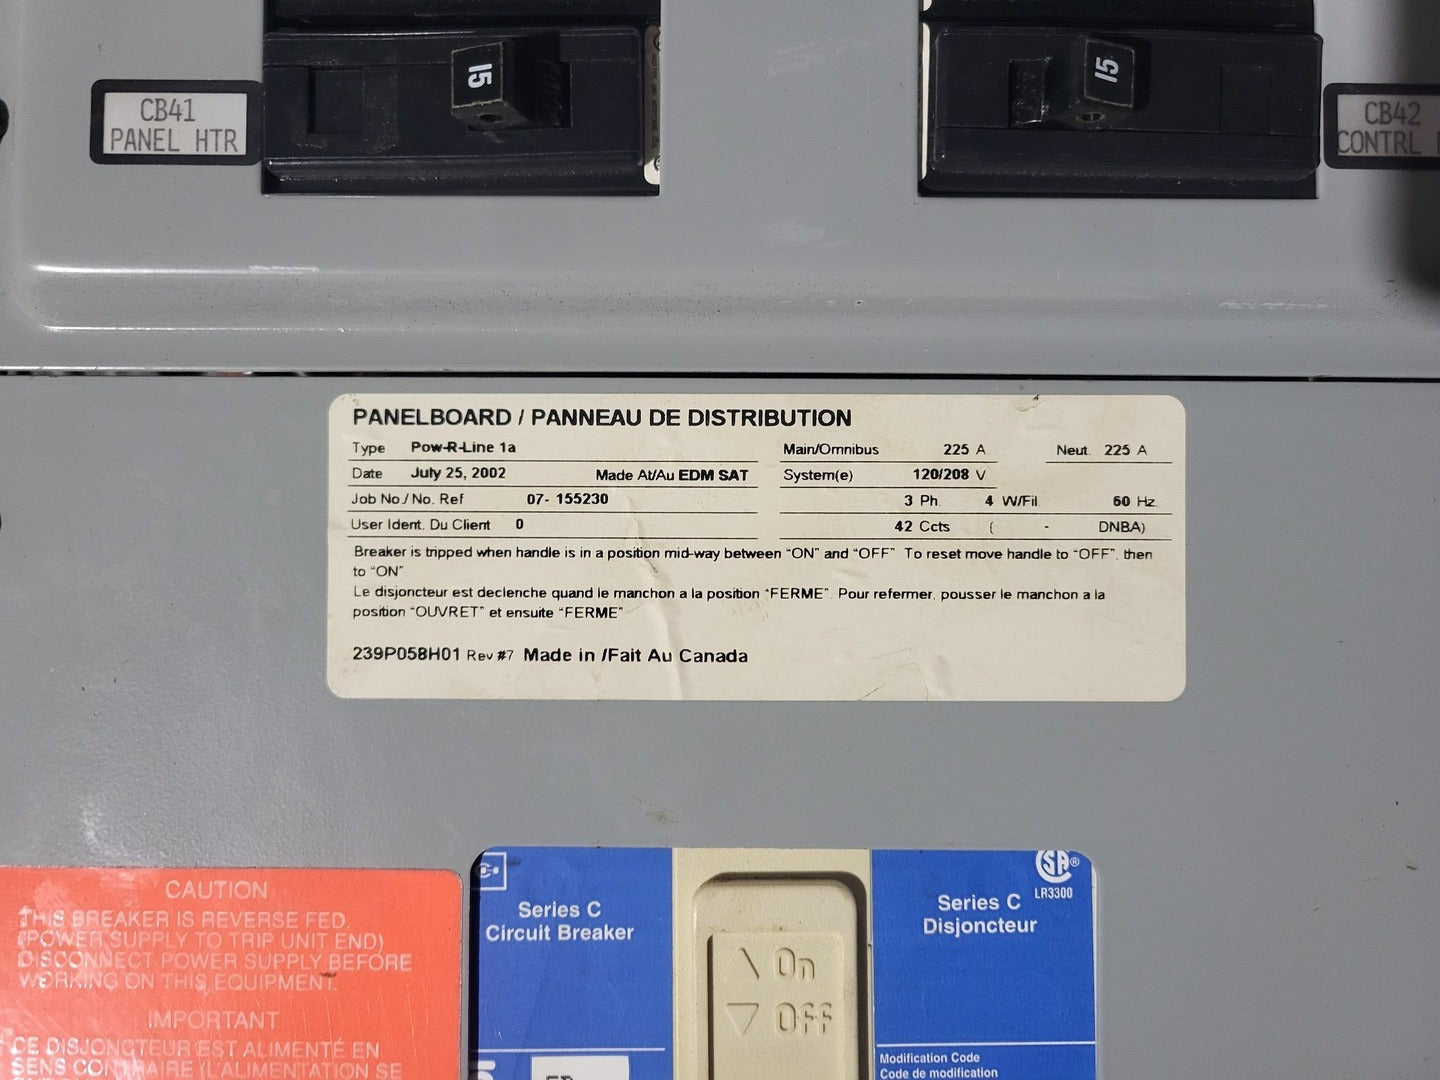 15
15
CB41
PANEL HTR
CB42
CONTRL
PANELBOARD / PANNEAU DE DISTRIBUTION
Type Pow-R-Line 1a
Main/Omnibus 225 A Neut. 225 A
Date July 25, 2002 Made At/Au EDM SAT
System(e) 120/208 V
Job No./ No. Ref 07- 155230
3 Ph. 4 W/Fil. 60 Hz
User Ident. Du Client 0
42 Ccts ( - DNBA)
Breaker is tripped when handle is in a position mid-way between "ON" and "OFF". To reset move handle to "OFF", then
to "ON"
Le disjoncteur est declenche quand le manchon a la position "FERME". Pour refermer, pousser le manchon a la
position "OUVRET" et ensuite "FERME"
239P058H01 Rev #7 Made in /Fait Au Canada
CAUTION
THIS BREAKER IS REVERSE FED.
(POWER SUPPLY TO TRIP UNIT END)
DISCONNECT POWER SUPPLY BEFORE
WORKING ON THIS EQUIPMENT.
IMPORTANT
CE DISJONCTEUR EST ALIMENTÉ EN
SENS CONTRAIRE (L'ALIMENTATION SE
Series C
Circuit Breaker
On
Off
SA®
LR3300
Series C
Disjoncteur
Modification Code
Code de modification